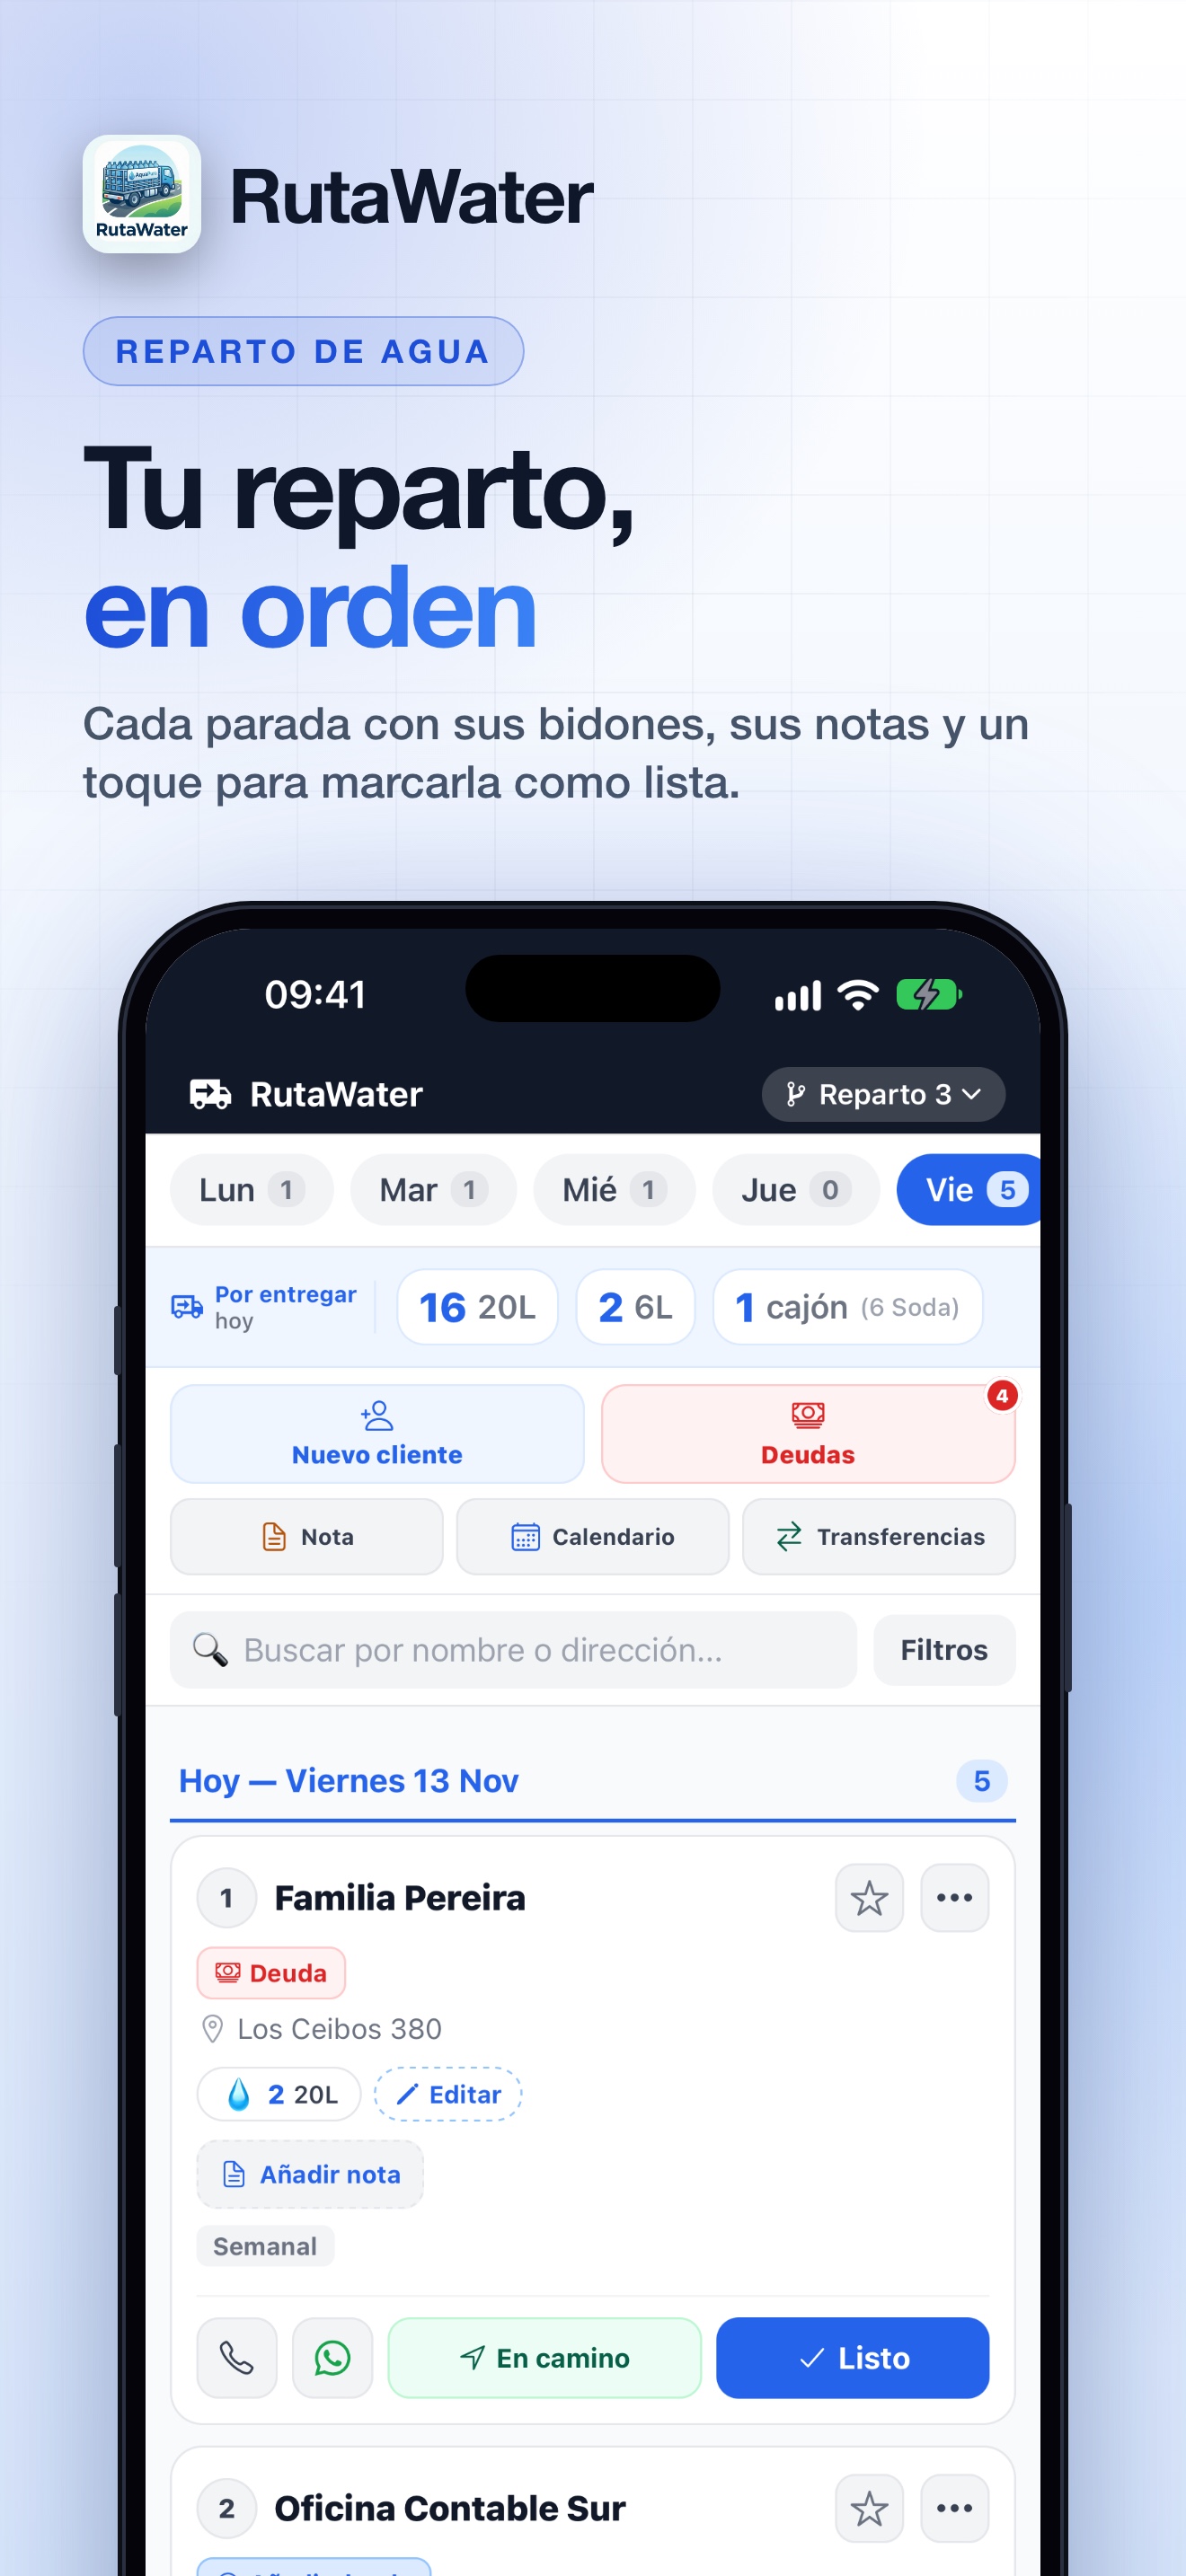 AquaPure
RutaWater
RutaWater
REPARTO DE AGUA
Tu reparto,
en orden
Cada parada con sus bidones, sus notas y un
toque para marcarla como lista.
09:41
RutaWater
Reparto 3
Lun 1
Mar 1
Mié 1
Jue 0
Vie 5
Por entregar
hoy
16 20L
2 6L
1 cajón (6 Soda)
Nuevo cliente
Deudas
4
Nota
Calendario
Transferencias
Buscar por nombre o dirección...
Filtros
Hoy — Viernes 13 Nov
5
1
Familia Pereira
Deuda
Los Ceibos 380
2 20L
Editar
Añadir nota
Semanal
En camino
Listo
2
Oficina Contable Sur